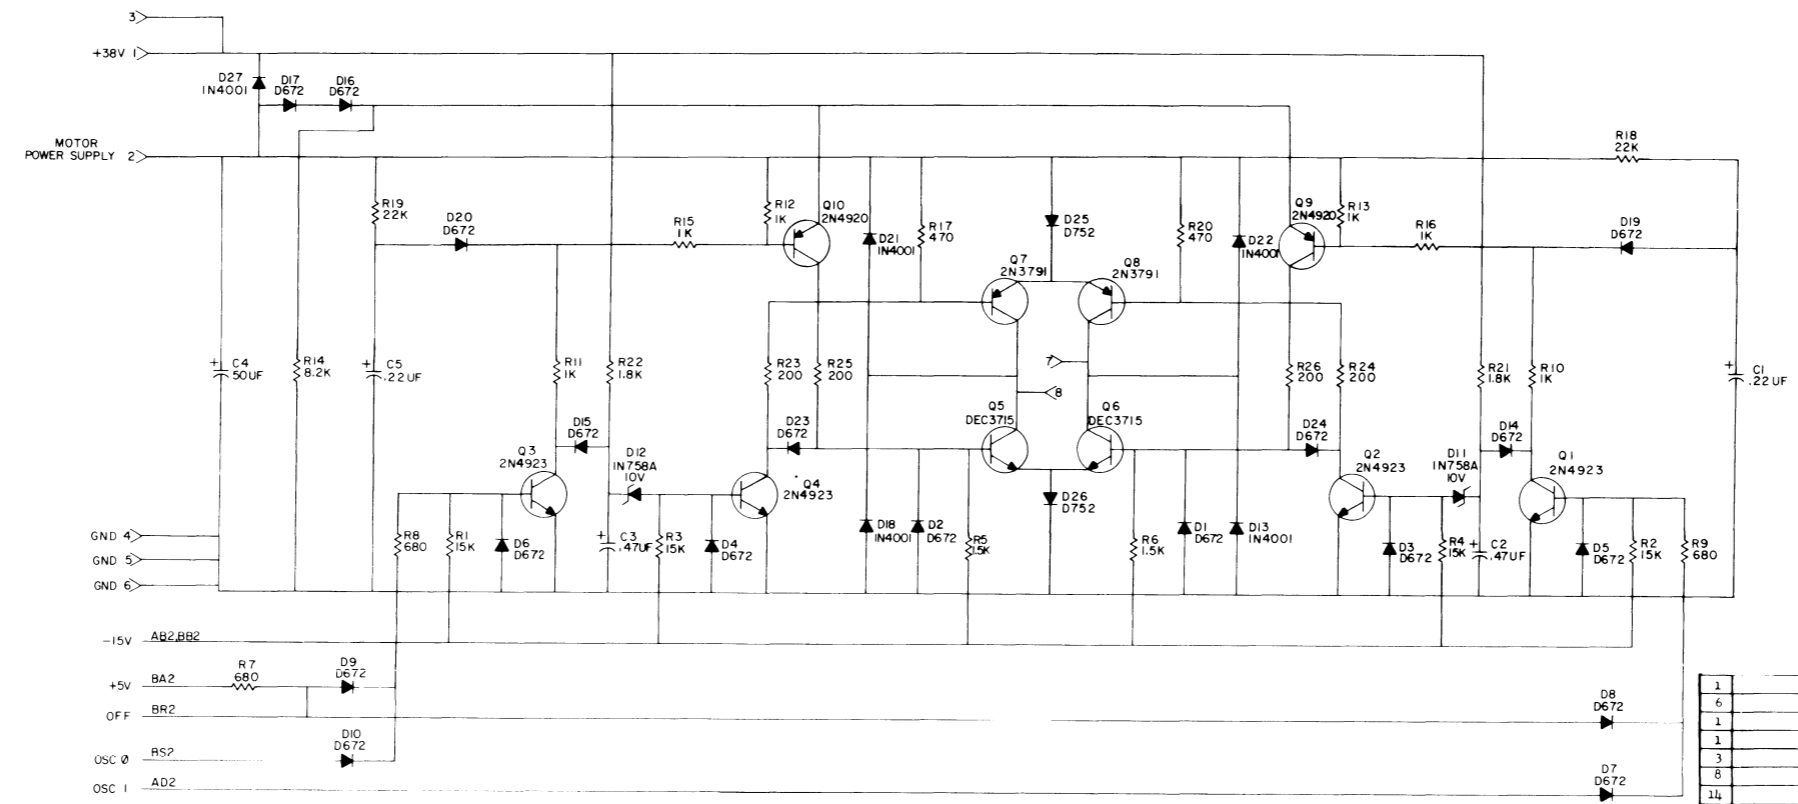 3
+38V 1
D27
1N4001
D17
D672
D16
D672
MOTOR
POWER SUPPLY 2
R18
22K
R19
22K
D20
D672
R15
1K
R12
1K
Q10
2N4920
D21
1N4001
R17
470
D25
D752
R20
470
D22
1N4001
Q9
2N4920
R13
1K
R16
1K
D19
D672
Q7
2N3791
Q8
2N3791
C4
50UF
R14
8.2K
C5
.22UF
R11
1K
R22
1.8K
R23
200
R25
200
7
8
R26
200
R24
200
R21
1.8K
R10
1K
C1
.22UF
Q3
2N4923
D15
D672
D12
1N758A
10V
D23
D672
Q4
2N4923
Q5
DEC3715
Q6
DEC3715
D24
D672
Q2
2N4923
D11
1N758A
10V
D14
D672
Q1
2N4923
D26
D752
GND 4
GND 5
GND 6
R8
680
R1
15K
D6
D672
C3
.47UF
R3
15K
D4
D672
D18
1N4001
D2
D672
R5
1.5K
R6
1.5K
D1
D672
D13
1N4001
D3
D672
R4
15K
C2
.47UF
D5
D672
R2
15K
R9
680
-15V AB2,BB2
+5V BA2
R7
680
D9
D672
OFF BR2
D8
D672
OSC 0 BS2
D10
D672
OSC 1 AD2
D7
D672
1
6
1
1
3
8
14